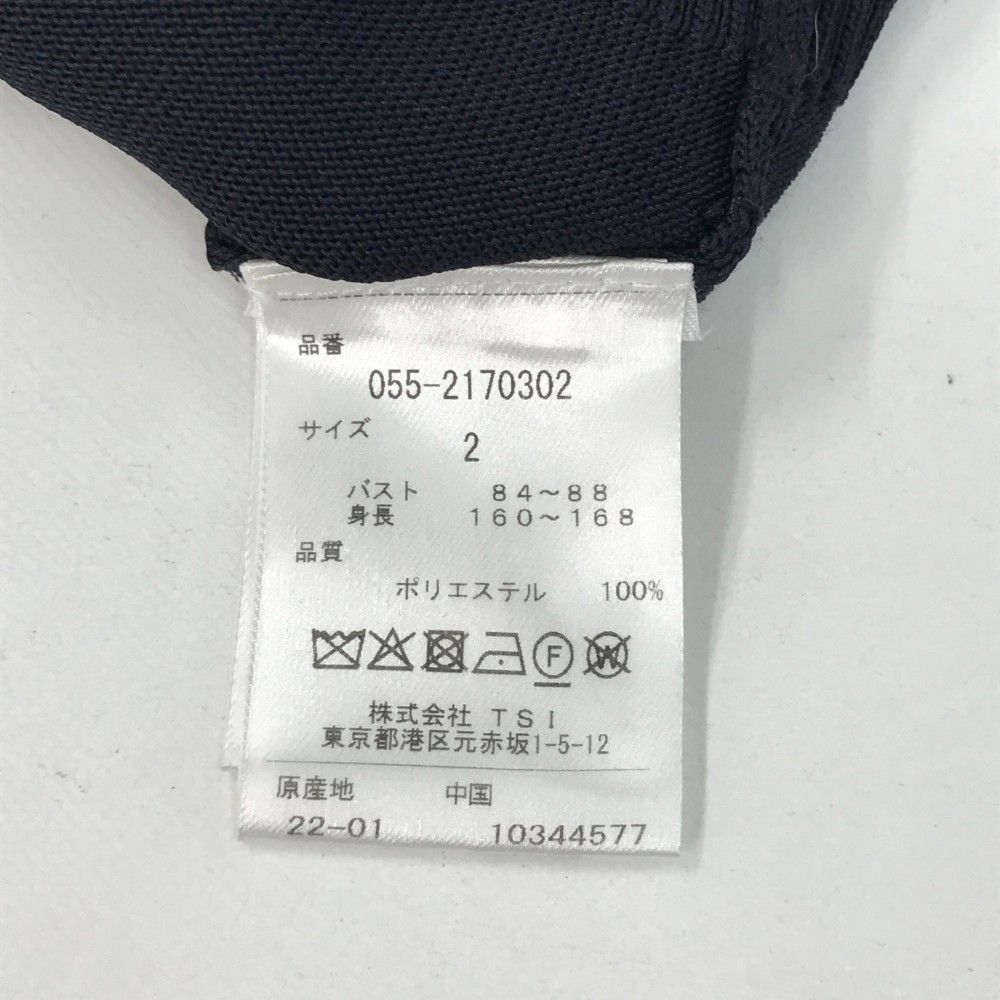 品番
055-2170302
サイズ
2
バスト 84～88
身長 160～168
品質
ポリエステル 100%
F W
株式会社 TSI
東京都港区元赤坂1-5-12
原産地 中国
22-01 10344577